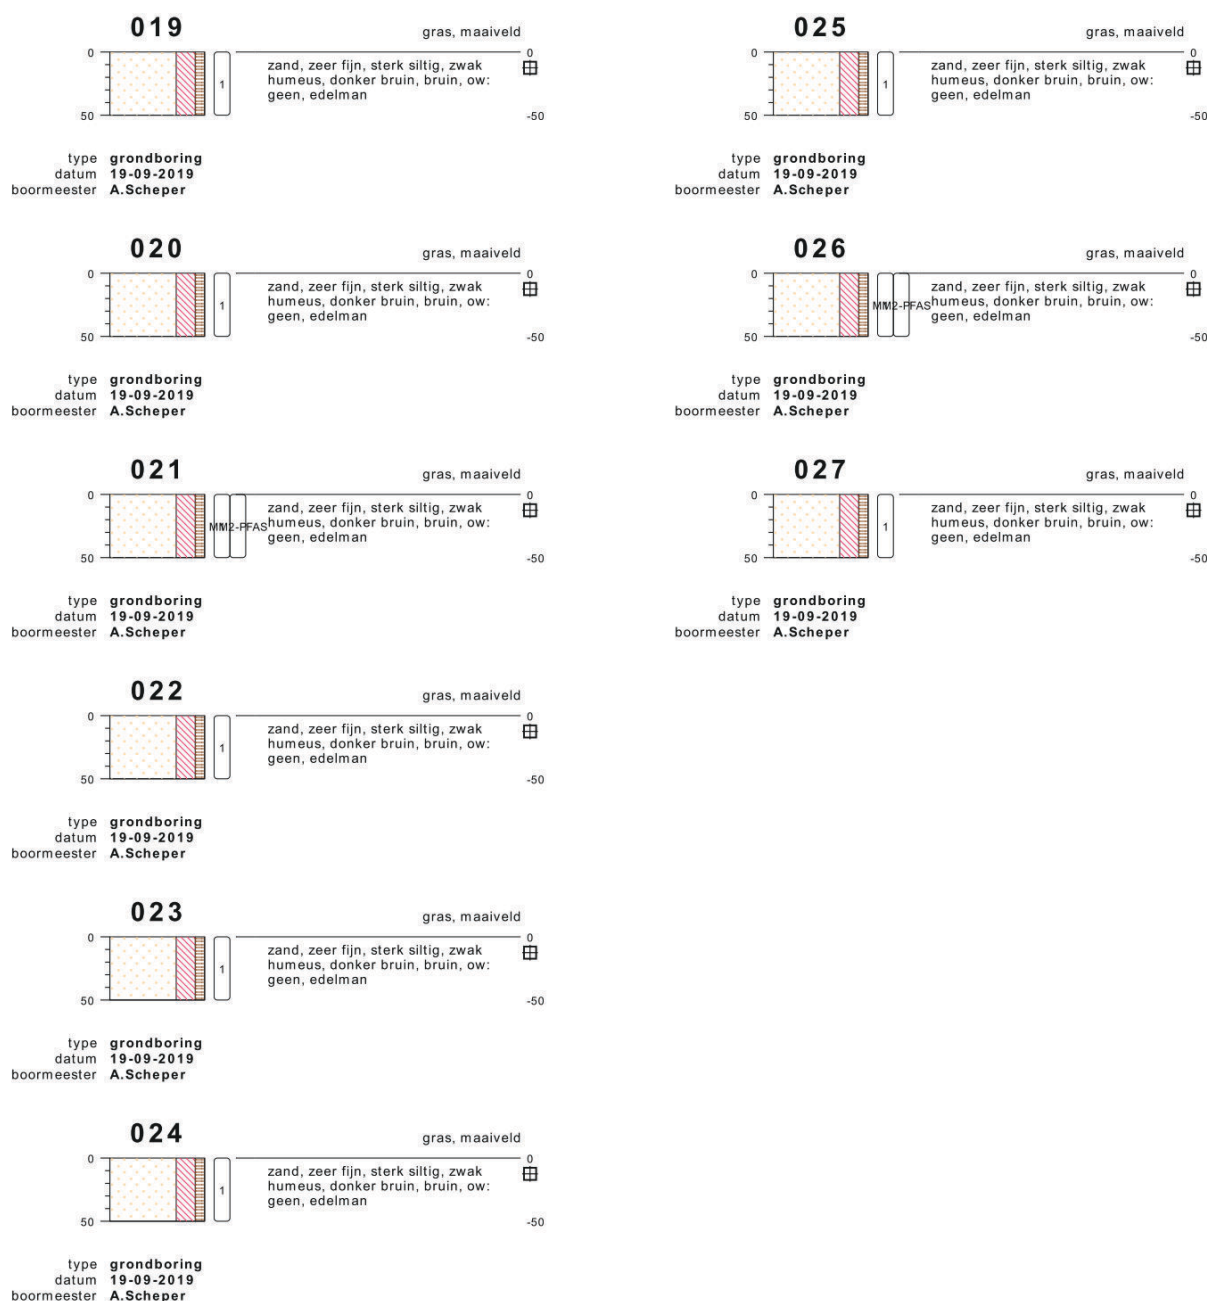 019
gras, maaiveld
0
0
zand, zeer fijn, sterk siltig, zwak
humeus, donker bruin, bruin, ow:
geen, edelman
1
50
-50
type grondboring
datum 19-09-2019
boormeester A.Scheper
020
gras, maaiveld
0
0
zand, zeer fijn, sterk siltig, zwak
humeus, donker bruin, bruin, ow:
geen, edelman
1
50
-50
type grondboring
datum 19-09-2019
boormeester A.Scheper
021
gras, maaiveld
0
0
zand, zeer fijn, sterk siltig, zwak
humeus, donker bruin, bruin, ow:
geen, edelman
MM2-PFAS
50
-50
type grondboring
datum 19-09-2019
boormeester A.Scheper
022
gras, maaiveld
0
0
zand, zeer fijn, sterk siltig, zwak
humeus, donker bruin, bruin, ow:
geen, edelman
1
50
-50
type grondboring
datum 19-09-2019
boormeester A.Scheper
023
gras, maaiveld
0
0
zand, zeer fijn, sterk siltig, zwak
humeus, donker bruin, bruin, ow:
geen, edelman
1
50
-50
type grondboring
datum 19-09-2019
boormeester A.Scheper
024
gras, maaiveld
0
0
zand, zeer fijn, sterk siltig, zwak
humeus, donker bruin, bruin, ow:
geen, edelman
1
50
-50
type grondboring
datum 19-09-2019
boormeester A.Scheper
025
gras, maaiveld
0
0
zand, zeer fijn, sterk siltig, zwak
humeus, donker bruin, bruin, ow:
geen, edelman
1
50
-50
type grondboring
datum 19-09-2019
boormeester A.Scheper
026
gras, maaiveld
0
0
zand, zeer fijn, sterk siltig, zwak
humeus, donker bruin, bruin, ow:
geen, edelman
MM2-PFAS
50
-50
type grondboring
datum 19-09-2019
boormeester A.Scheper
027
gras, maaiveld
0
0
zand, zeer fijn, sterk siltig, zwak
humeus, donker bruin, bruin, ow:
geen, edelman
1
50
-50
type grondboring
datum 19-09-2019
boormeester A.Scheper